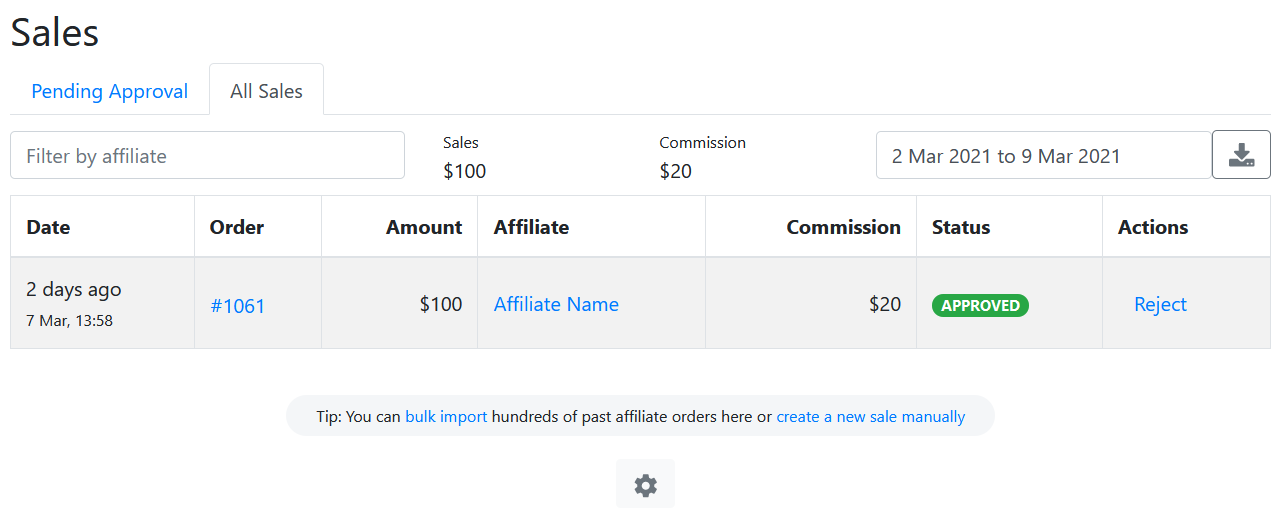 Sales
Pending Approval All Sales
Filter by affiliate Sales Commission 2 Mar 2021 to 9 Mar 2021
$100 $20
Date Order Amount Affiliate Commission Status Actions
2 days ago #1061 $100 Affiliate Name $20 APPROVED Reject
7 Mar, 13:58
Tip: You can bulk import hundreds of past affiliate orders here or create a new sale manually